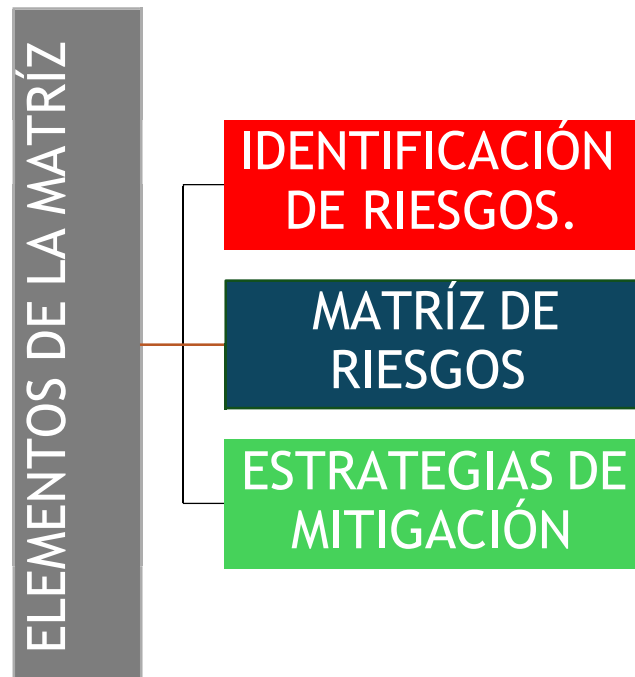 ELEMENTOS DE LA MATRÍZ
IDENTIFICACIÓN
DE RIESGOS.
MATRÍZ DE
RIESGOS
ESTRATEGIAS DE
MITIGACIÓN